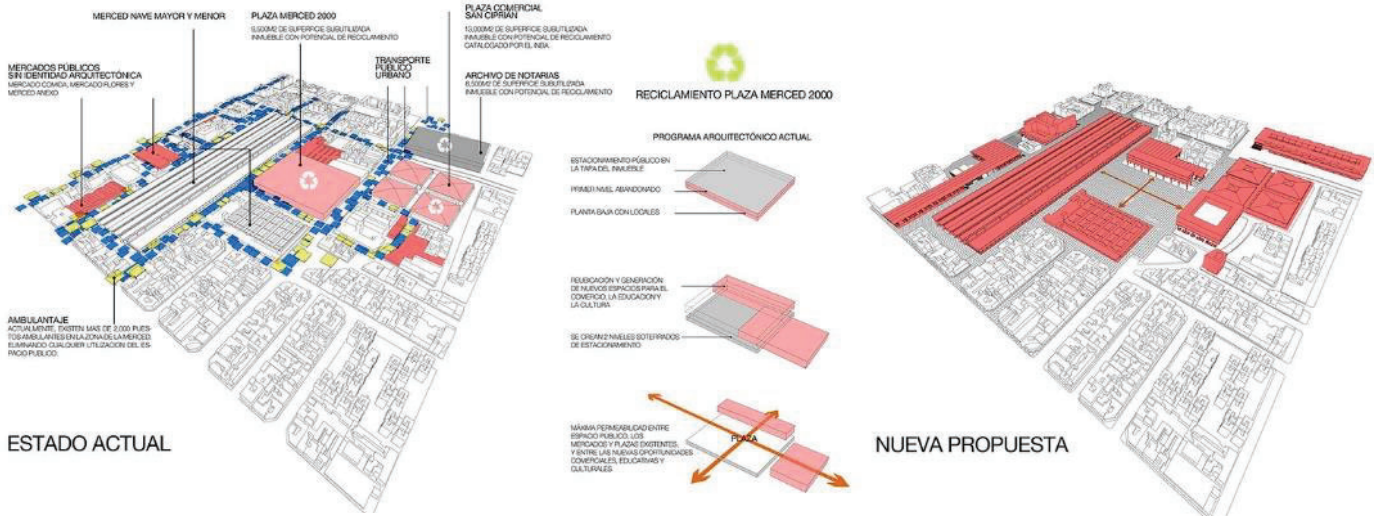 MERCED NAVE MAYOR Y MENOR
PLAZA MERCED 2000
9,500M2 DE SUPERFICIE SUBUTILIZADA
INMUEBLE CON POTENCIAL DE RECICLAMIENTO
PLAZA COMERCIAL
SAN CIPRIAN
13,000M2 DE SUPERFICIE SUBUTILIZADA
INMUEBLE CON POTENCIAL DE RECICLAMIENTO
CATALOGADO POR EL INBA.
MERCADOS PÚBLICOS
SIN IDENTIDAD ARQUITECTÓNICA
MERCADO COMIDA, MERCADO FLORES Y
MERCED ANEXO
TRANSPORTE
PÚBLICO
URBANO
ARCHIVO DE NOTARIAS
6,500M2 DE SUPERFICIE SUBUTILIZADA
INMUEBLE CON POTENCIAL DE RECICLAMIENTO
AMBULANTAJE
ACTUALMENTE, EXISTEN MAS DE 2,000 PUES-
TOS AMBULANTES EN LA ZONA DE LA MERCED,
ELIMINANDO CUALQUIER UTILIZACION DEL ES-
PACIO PUBLICO.
ESTADO ACTUAL
RECICLAMIENTO PLAZA MERCED 2000
PROGRAMA ARQUITECTÓNICO ACTUAL
ESTACIONAMIENTO PÚBLICO EN
LA TAPA DEL INMUEBLE
PRIMER NIVEL ABANDONADO
PLANTA BAJA CON LOCALES
REUBICACIÓN Y GENERACIÓN
DE NUEVOS ESPACIOS PARA EL
COMERCIO, LA EDUCACIÓN Y
LA CULTURA
SE CREAN 2 NIVELES SOTERRADOS
DE ESTACIONAMIENTO
MÁXIMA PERMEABILIDAD ENTRE
ESPACIO PUBLICO, LOS
MERCADOS Y PLAZAS EXISTENTES,
Y ENTRE LAS NUEVAS OPORTUNIDADES
COMERCIALES, EDUCATIVAS Y
CULTURALES
PLAZA
NUEVA PROPUESTA